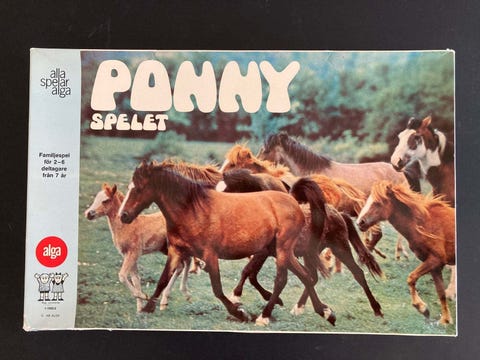 alla
spelar
alga
PONNY
SPELET
Familjespel
för 2-6
deltagare
från 7 år
alga